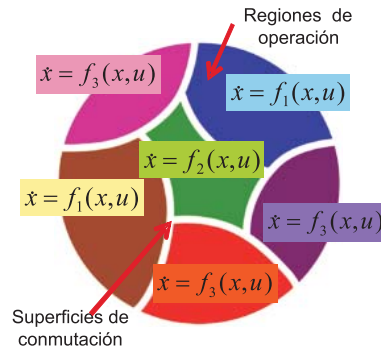 Regiones de
operación
ẋ = f₃(x,u)
ẋ = f₁(x,u)
ẋ = f₂(x,u)
ẋ = f₁(x,u)
ẋ = f₃(x,u)
ẋ = f₃(x,u)
Superficies de
conmutación